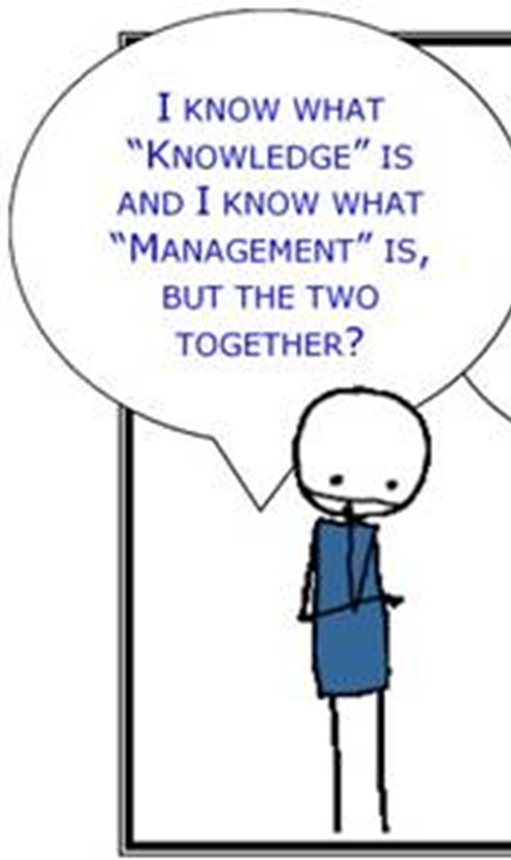 I KNOW WHAT
“KNOWLEDGE” IS
AND I KNOW WHAT
“MANAGEMENT” IS,
BUT THE TWO
TOGETHER?